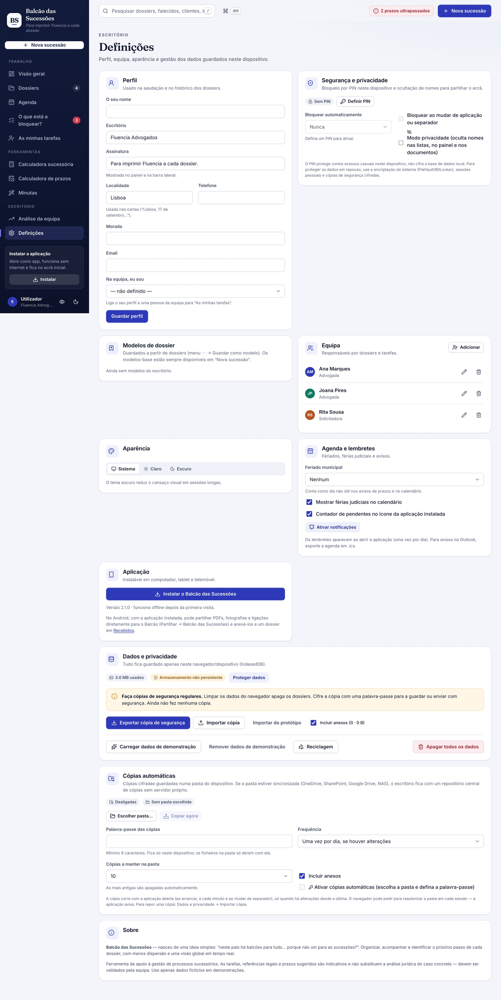 BS
Balcão das
Sucessões
Para imprimir Fluencia a cada
dossier.
Nova sucessão
TRABALHO
Visão geral
Dossiers
4
Agenda
O que está a
bloquear?
3
As minhas tarefas
FERRAMENTAS
Calculadora sucessória
Calculadora de prazos
Minutas
ESCRITÓRIO
Análise da equipa
Definições
Instalar a aplicação
Abre como app, funciona sem
internet e fica no ecrã inicial.
Instalar
E
Utilizador
Fluencia Advog...
Pesquisar dossiers, falecidos, clientes,
/
⌘ ⌘K
2 prazos ultrapassados
Nova sucessão
ESCRITÓRIO
Definições
Perfil, equipa, aparência e gestão dos dados guardados neste dispositivo.
Perfil
Usado na saudação e no histórico dos dossiers.
O seu nome
Escritório
Fluencia Advogados
Assinatura
Para imprimir Fluencia a cada dossier.
Mostrada no painel e na barra lateral.
Localidade
Telefone
Lisboa
Usada nas cartas (“Lisboa, 17 de
setembro…”).
Morada
Email
Na equipa, eu sou
— não definido —
Liga o seu perfil a uma pessoa da equipa para “As minhas tarefas”.
Guardar perfil
Segurança e privacidade
Bloqueio por PIN neste dispositivo e ocultação de nomes para partilhar o ecrã.
Sem PIN
Definir PIN
Bloquear automaticamente
Nunca
Defina um PIN para ativar.
Bloquear ao mudar de aplicação
ou separador
Modo privacidade (oculta nomes
nas listas, no painel e nos
documentos)
O PIN protege contra acessos casuais neste dispositivo; não cifra a base de dados local. Para
proteger os dados em repouso, use a encriptação do sistema (FileVault/BitLocker), sessões
pessoais e cópias de segurança cifradas.
Modelos de dossier
Guardados a partir de dossiers (menu ⋯ → Guardar como modelo). Os
modelos-base estão sempre disponíveis em “Nova sucessão”.
Ainda sem modelos do escritório.
Equipa
Responsáveis por dossiers e tarefas.
Adicionar
AM
Ana Marques
Advogada
JP
Joana Pires
Advogada
RS
Rita Sousa
Solicitadora
Aparência
Sistema
Claro
Escuro
O tema escuro reduz o cansaço visual em sessões longas.
Agenda e lembretes
Feriados, férias judiciais e avisos.
Feriado municipal
Nenhum
Conta como dia não útil nos avisos de prazos e no calendário.
Mostrar férias judiciais no calendário
Contador de pendentes no ícone da aplicação instalada
Ativar notificações
Os lembretes aparecem ao abrir a aplicação (uma vez por dia). Para avisos no Outlook,
exporte a agenda em .ics.
Aplicação
Instalável em computador, tablet e telemóvel.
Instalar o Balcão das Sucessões
Versão 2.1.0 · funciona offline depois da primeira visita.
No Android, com a aplicação instalada, pode partilhar PDFs, fotografias e ligações
diretamente para o Balcão (Partilhar → Balcão das Sucessões) e anexá-los a um dossier
em Recebidos.
Dados e privacidade
Tudo fica guardado apenas neste navegador/dispositivo (IndexedDB).
3.0 MB usados
Armazenamento não persistente
Proteger dados
Faça cópias de segurança regulares. Limpar os dados do navegador apaga os dossiers. Cifre a cópia com uma palavra-passe para a guardar ou enviar com
segurança. Ainda não fez nenhuma cópia.
Exportar cópia de segurança
Importar cópia
Importar do protótipo
Incluir anexos (0 · 0 B)
Carregar dados de demonstração
Remover dados de demonstração
Reciclagem
Apagar todos os dados
Cópias automáticas
Cópias cifradas guardadas numa pasta do dispositivo. Se a pasta estiver sincronizada (OneDrive, SharePoint, Google Drive, NAS), o escritório fica com um repositório central
de cópias sem servidor próprio.
Desligadas
Sem pasta escolhida
Escolher pasta…
Copiar agora
Palavra-passe das cópias
Frequência
Uma vez por dia, se houver alterações
Mínimo 8 caracteres. Fica só neste dispositivo; os ficheiros na pasta só abrem com ela.
Cópias a manter na pasta
10
As mais antigas são apagadas automaticamente.
Incluir anexos
Ativar cópias automáticas (escolha a pasta e defina a palavra-passe)
A cópia corre com a aplicação aberta (ao arrancar, a cada minuto e ao mudar de separador), só quando há alterações desde a última. O navegador pode pedir para reautorizar a pasta em cada sessão — a
aplicação avisa. Para repor uma cópia: Dados e privacidade → Importar cópia.
Sobre
Balcão das Sucessões — nasceu de uma ideia simples: “neste país há balcões para tudo… porque não um para as sucessões?”. Organizar, acompanhar e identificar o próximo passo de cada
dossier, com menos dispersão e uma visão global em tempo real.
Ferramenta de apoio à gestão de processos sucessórios. As tarefas, referências legais e prazos sugeridos são indicativos e não substituem a análise jurídica do caso concreto — devem ser
validados pela equipa. Use apenas dados fictícios em demonstrações.